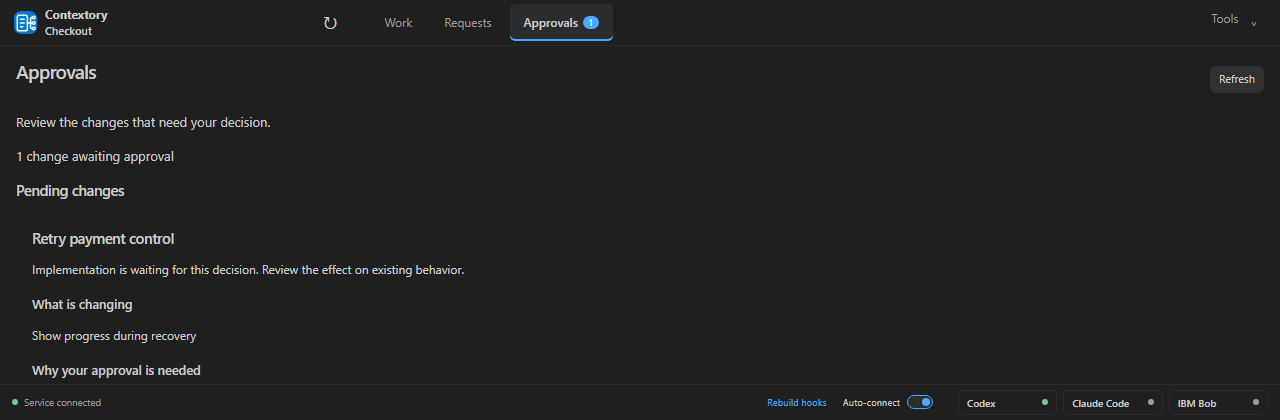 Contextory
Checkout
Work
Requests
Approvals 1
Tools
Approvals
Refresh
Review the changes that need your decision.
1 change awaiting approval
Pending changes
Retry payment control
Implementation is waiting for this decision. Review the effect on existing behavior.
What is changing
Show progress during recovery
Why your approval is needed
Service connected
Rebuild hooks
Auto-connect
Codex
Claude Code
IBM Bob